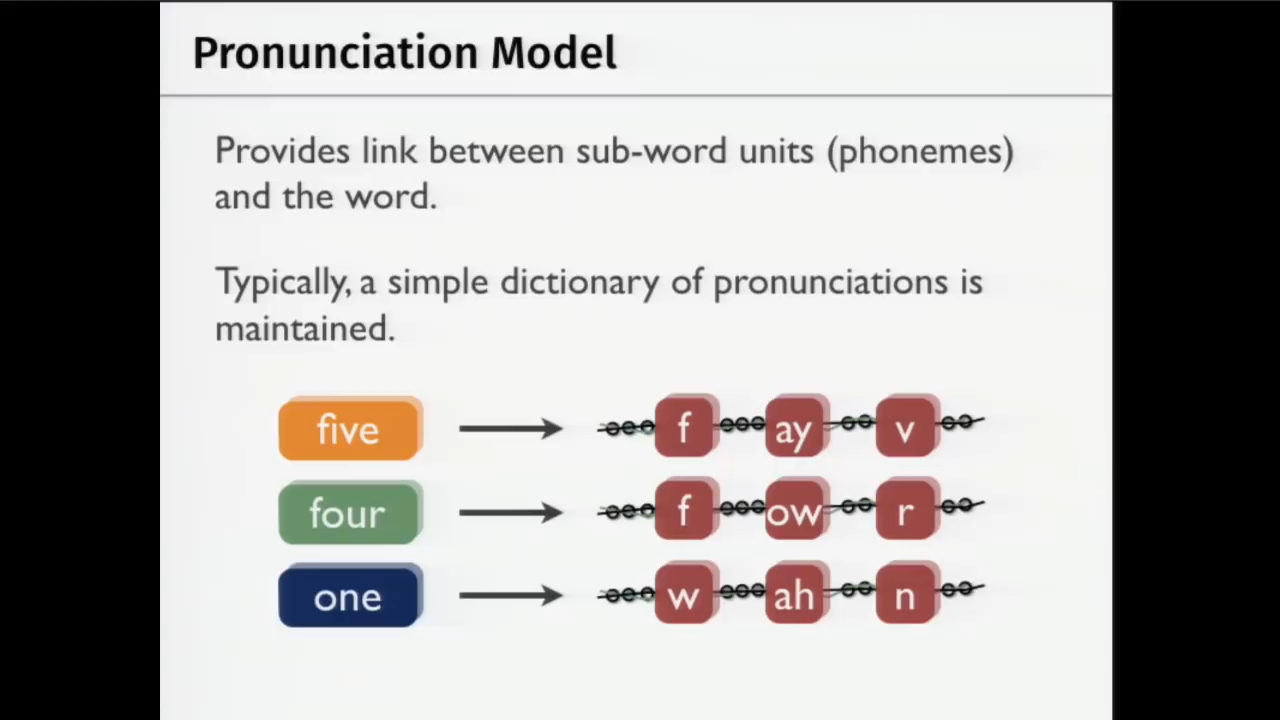 Pronunciation Model
Provides link between sub-word units (phonemes)
and the word.
Typically, a simple dictionary of pronunciations is
maintained.
five f ay v
four f ow r
one w ah n